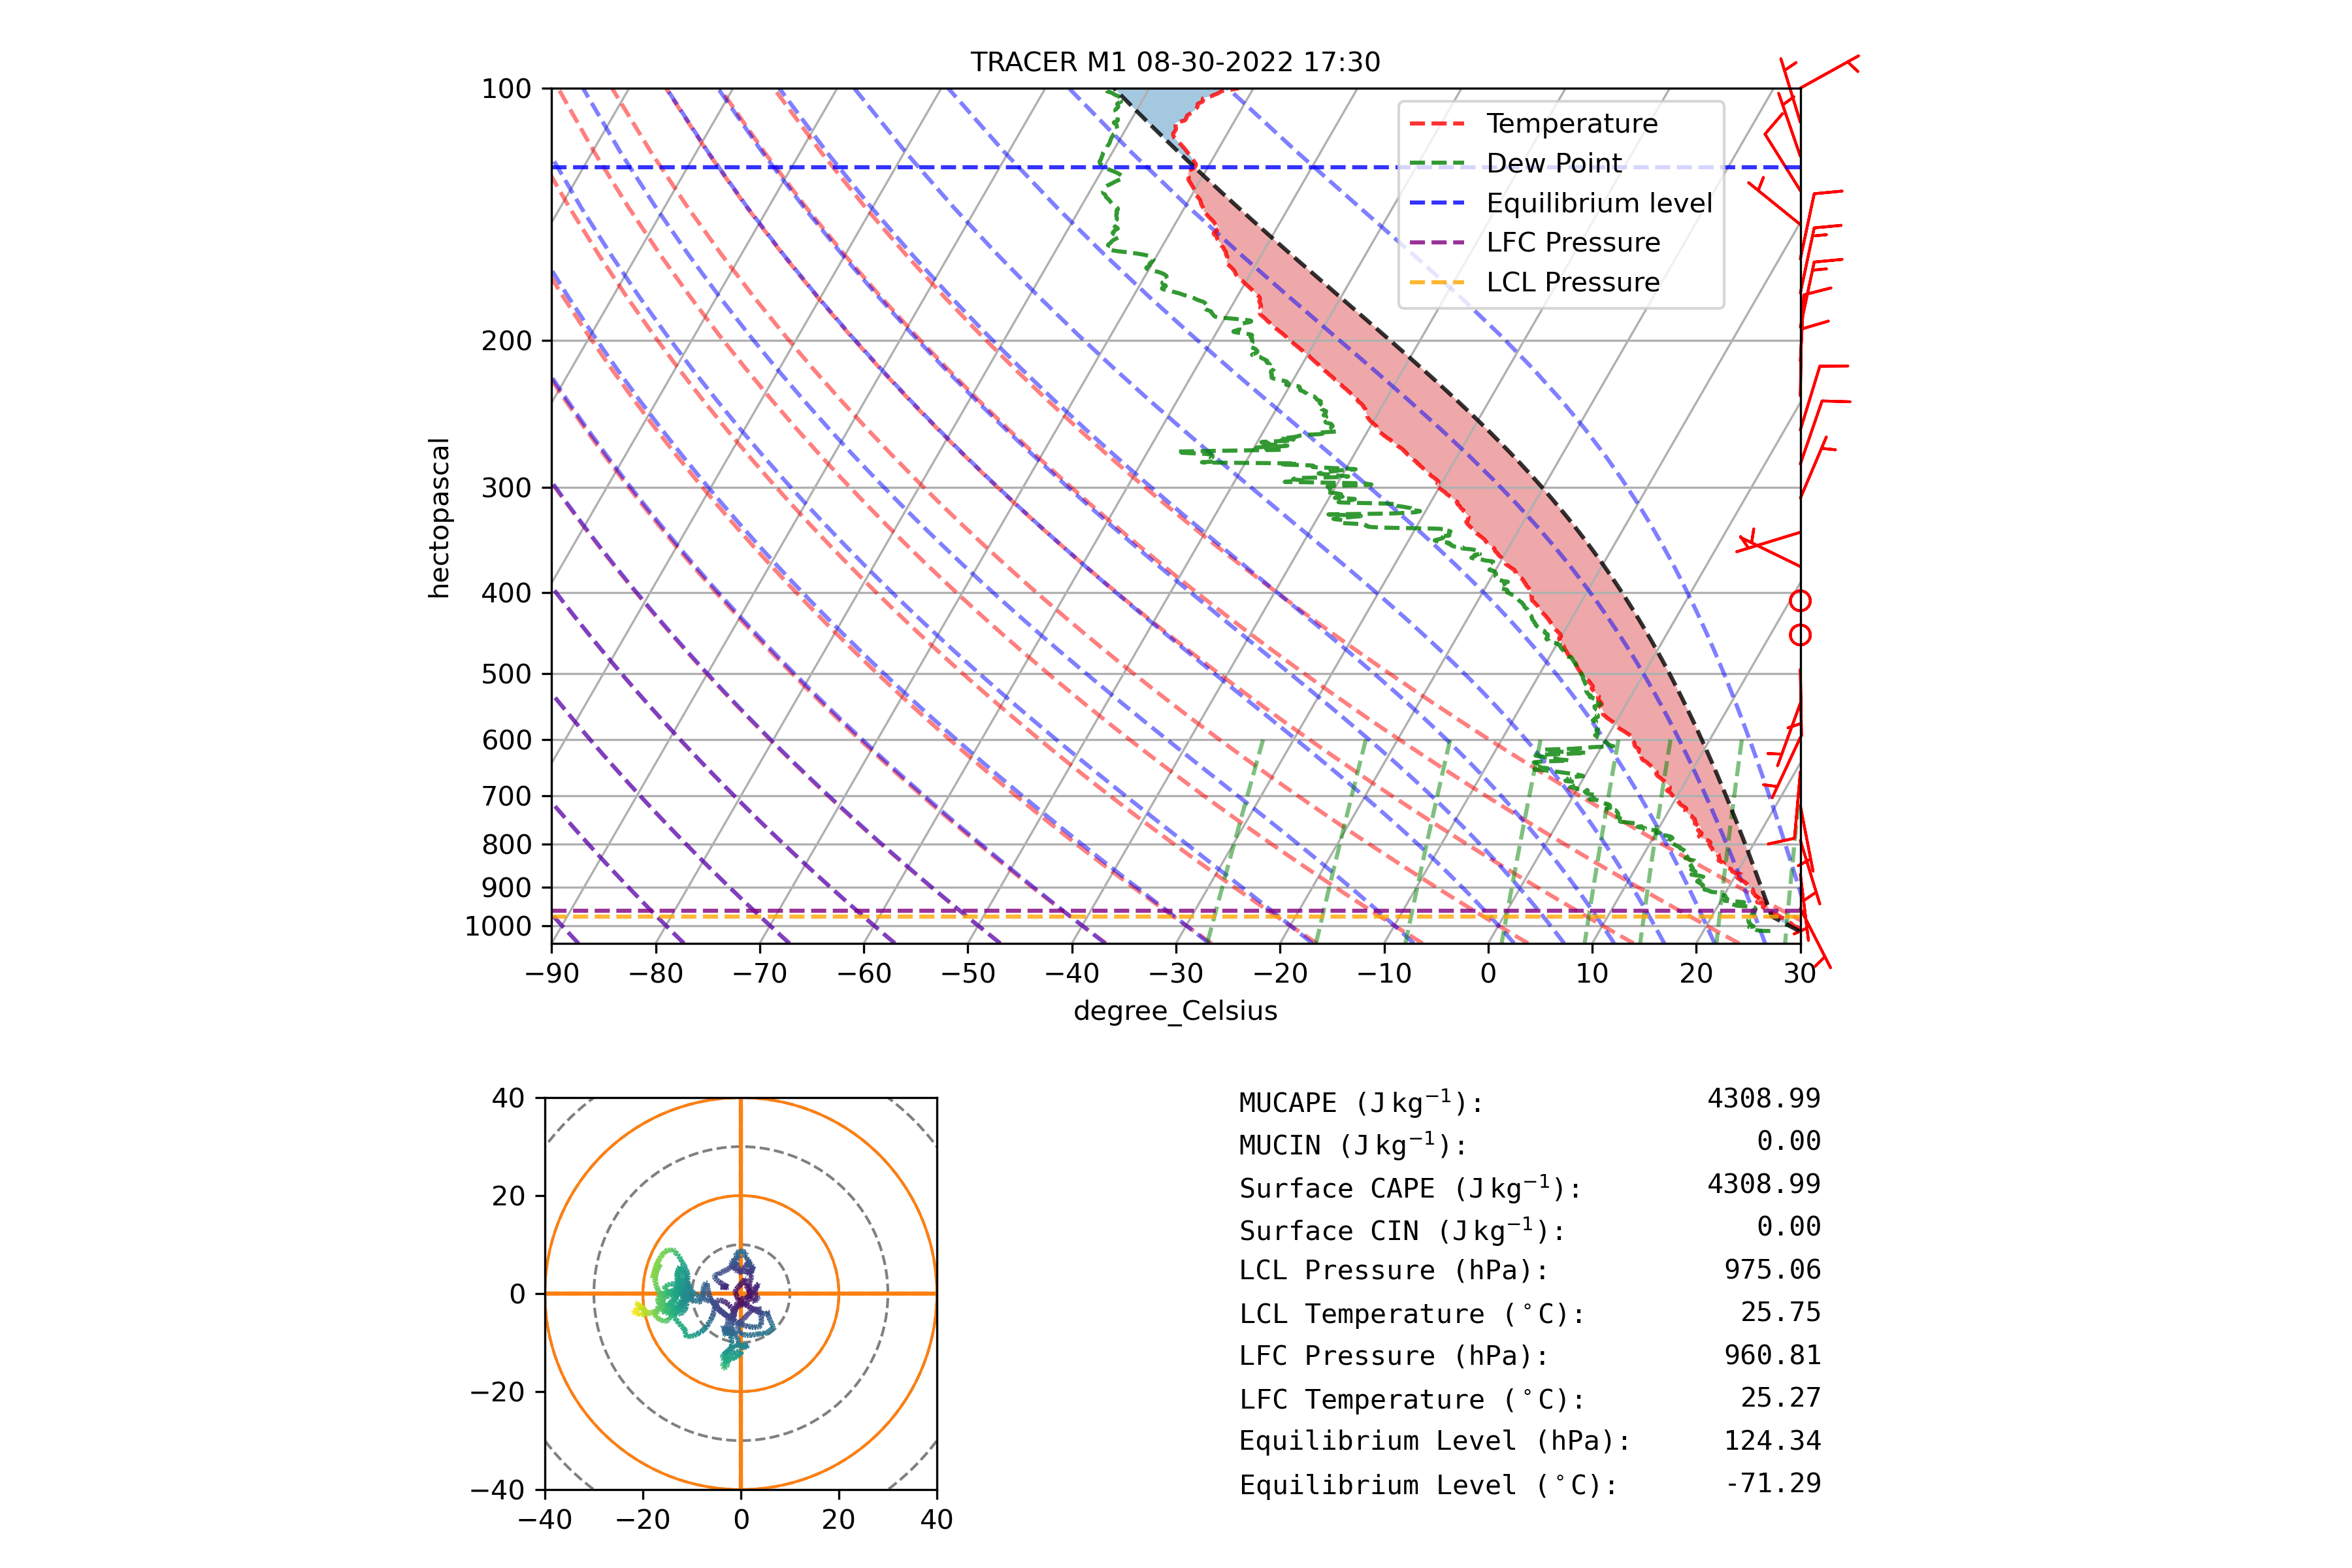 TRACER M1 08-30-2022 17:30
Temperature
Dew Point
Equilibrium level
LFC Pressure
LCL Pressure
hectopascal
100
200
300
400
500
600
700
800
900
1000
−90 −80 −70 −60 −50 −40 −30 −20 −10 0 10 20 30
degree_Celsius
40
20
0
−20
−40
−40 −20 0 20 40
MUCAPE (J kg⁻¹): 4308.99
MUCIN (J kg⁻¹): 0.00
Surface CAPE (J kg⁻¹): 4308.99
Surface CIN (J kg⁻¹): 0.00
LCL Pressure (hPa): 975.06
LCL Temperature (°C): 25.75
LFC Pressure (hPa): 960.81
LFC Temperature (°C): 25.27
Equilibrium Level (hPa): 124.34
Equilibrium Level (°C): -71.29